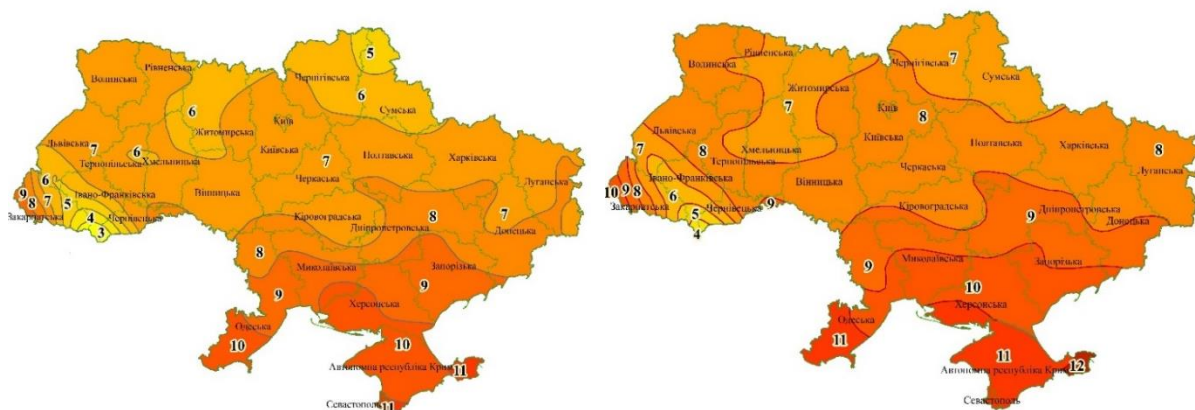 5
Волинська
Рівненська
Чернігівська
6
6
Сумська
Житомирська
Київ
Львівська
7
6
Тернопільська
Хмельницька
Київська
7
Полтавська
Харківська
6
Луганська
9
8
7
5
Івано-Франківська
Вінницька
Черкаська
Закарпатська
4
Чернівецька
3
Кіровоградська
8
7
Дніпропетровська
Донецька
8
Миколаївська
Запорізька
9
9
Херсонська
Одеська
10
10
Автономна республіка Крим
11
Севастополь
11
Рівненська
Волинська
Чернігівська
7
Сумська
Житомирська
7
Київ
8
Львівська
7
8
Хмельницька
Київська
Полтавська
Харківська
8
Тернопільська
Луганська
10
9
8
Івано-Франківська
6
Вінницька
Черкаська
Закарпатська
5
Чернівецька
9
4
Кіровоградська
9
Дніпропетровська
Донецька
9
Миколаївська
Запорізька
10
Херсонська
Одеська
11
11
12
Автономна республіка Крим
Севастополь